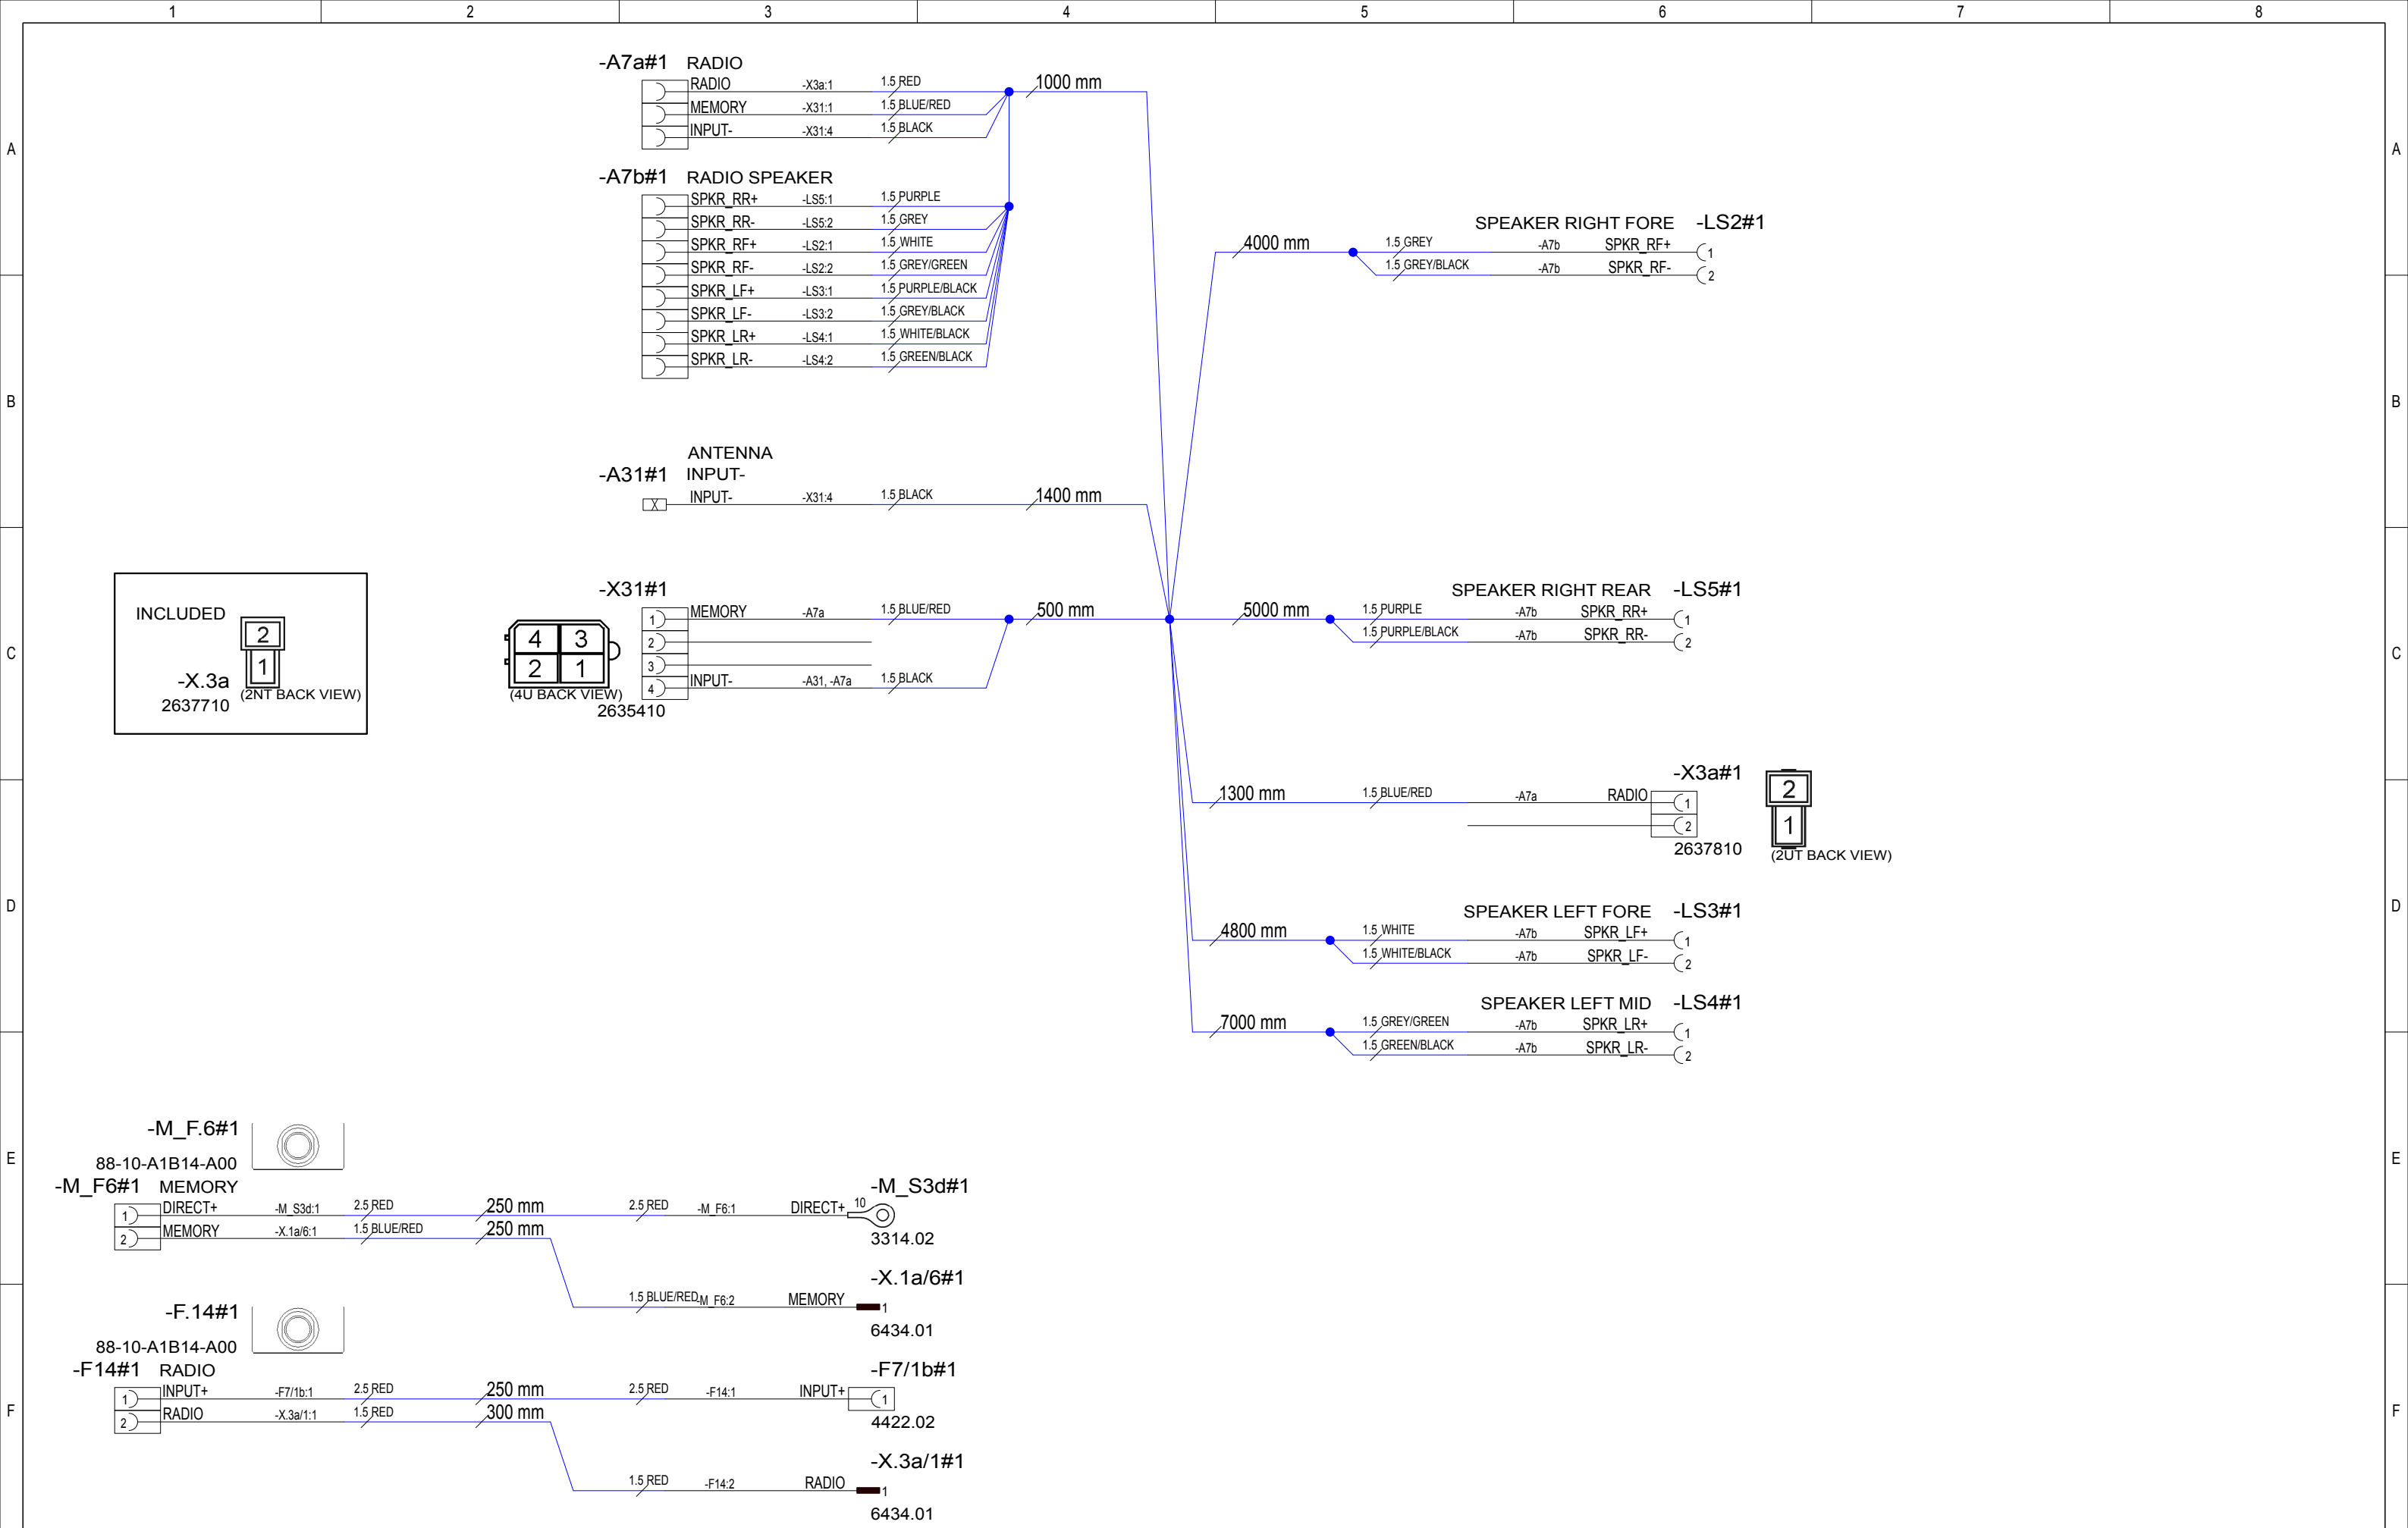 1 2 3 4 5 6 7 8
-A7a#1 RADIO
RADIO -X3a:1 1.5 RED 1000 mm
MEMORY -X31:1 1.5 BLUE/RED
INPUT- -X31:4 1.5 BLACK
A A
-A7b#1 RADIO SPEAKER
SPKR_RR+ -LS5:1 1.5 PURPLE
SPKR_RR- -LS5:2 1.5 GREY
SPKR_RF+ -LS2:1 1.5 WHITE
SPKR_RF- -LS2:2 1.5 GREY/GREEN
SPKR_LF+ -LS3:1 1.5 PURPLE/BLACK
SPKR_LF- -LS3:2 1.5 GREY/BLACK
SPKR_LR+ -LS4:1 1.5 WHITE/BLACK
SPKR_LR- -LS4:2 1.5 GREEN/BLACK
SPEAKER RIGHT FORE -LS2#1
4000 mm 1.5 GREY -A7b SPKR_RF+ 1
1.5 GREY/BLACK -A7b SPKR_RF- 2
B B
ANTENNA
-A31#1 INPUT-
X INPUT- -X31:4 1.5 BLACK 1400 mm
INCLUDED
2
1
-X.3a
(2NT BACK VIEW)
2637710
-X31#1
4 3
2 1
(4U BACK VIEW)
1 MEMORY -A7a 1.5 BLUE/RED 500 mm
2
3
4 INPUT- -A31, -A7a 1.5 BLACK
2635410
SPEAKER RIGHT REAR -LS5#1
5000 mm 1.5 PURPLE -A7b SPKR_RR+ 1
1.5 PURPLE/BLACK -A7b SPKR_RR- 2
C C
-X3a#1
1300 mm 1.5 BLUE/RED -A7a RADIO 1
2
2637810
2
1
(2UT BACK VIEW)
D D
SPEAKER LEFT FORE -LS3#1
4800 mm 1.5 WHITE -A7b SPKR_LF+ 1
1.5 WHITE/BLACK -A7b SPKR_LF- 2
SPEAKER LEFT MID -LS4#1
7000 mm 1.5 GREY/GREEN -A7b SPKR_LR+ 1
1.5 GREEN/BLACK -A7b SPKR_LR- 2
-M_F.6#1
E E
88-10-A1B14-A00
-M_F6#1 MEMORY -M_S3d#1
1 DIRECT+ -M_S3d:1 2.5 RED 250 mm 2.5 RED -M_F6:1 DIRECT+ 10
2 MEMORY -X.1a/6:1 1.5 BLUE/RED 250 mm 3314.02
-X.1a/6#1
1.5 BLUE/RED -M_F6:2 MEMORY 1
6434.01
-F.14#1
88-10-A1B14-A00
-F14#1 RADIO -F7/1b#1
1 INPUT+ -F7/1b:1 2.5 RED 250 mm 2.5 RED -F14:1 INPUT+ 1
2 RADIO -X.3a/1:1 1.5 RED 300 mm 4422.02
F F
-X.3a/1#1
1.5 RED -F14:2 RADIO 1
6434.01